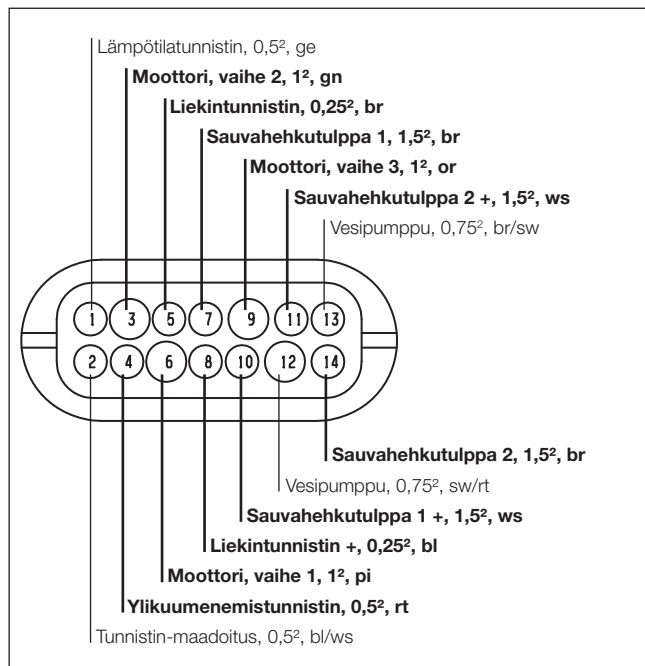 Lämpötilatunnistin, 0,5², ge
Moottori, vaihe 2, 1², gn
Liekintunnistin, 0,25², br
Sauvahehkutulppa 1, 1,5², br
Moottori, vaihe 3, 1², or
Sauvahehkutulppa 2 +, 1,5², ws
Vesipumppu, 0,75², br/sw
1 3 5 7 9 11 13
2 4 6 8 10 12 14
Sauvahehkutulppa 2, 1,5², br
Vesipumppu, 0,75², sw/rt
Sauvahehkutulppa 1 +, 1,5², ws
Liekintunnistin +, 0,25², bl
Moottori, vaihe 1, 1², pi
Ylikuumenemistunnistin, 0,5², rt
Tunnistin-maadoitus, 0,5², bl/ws